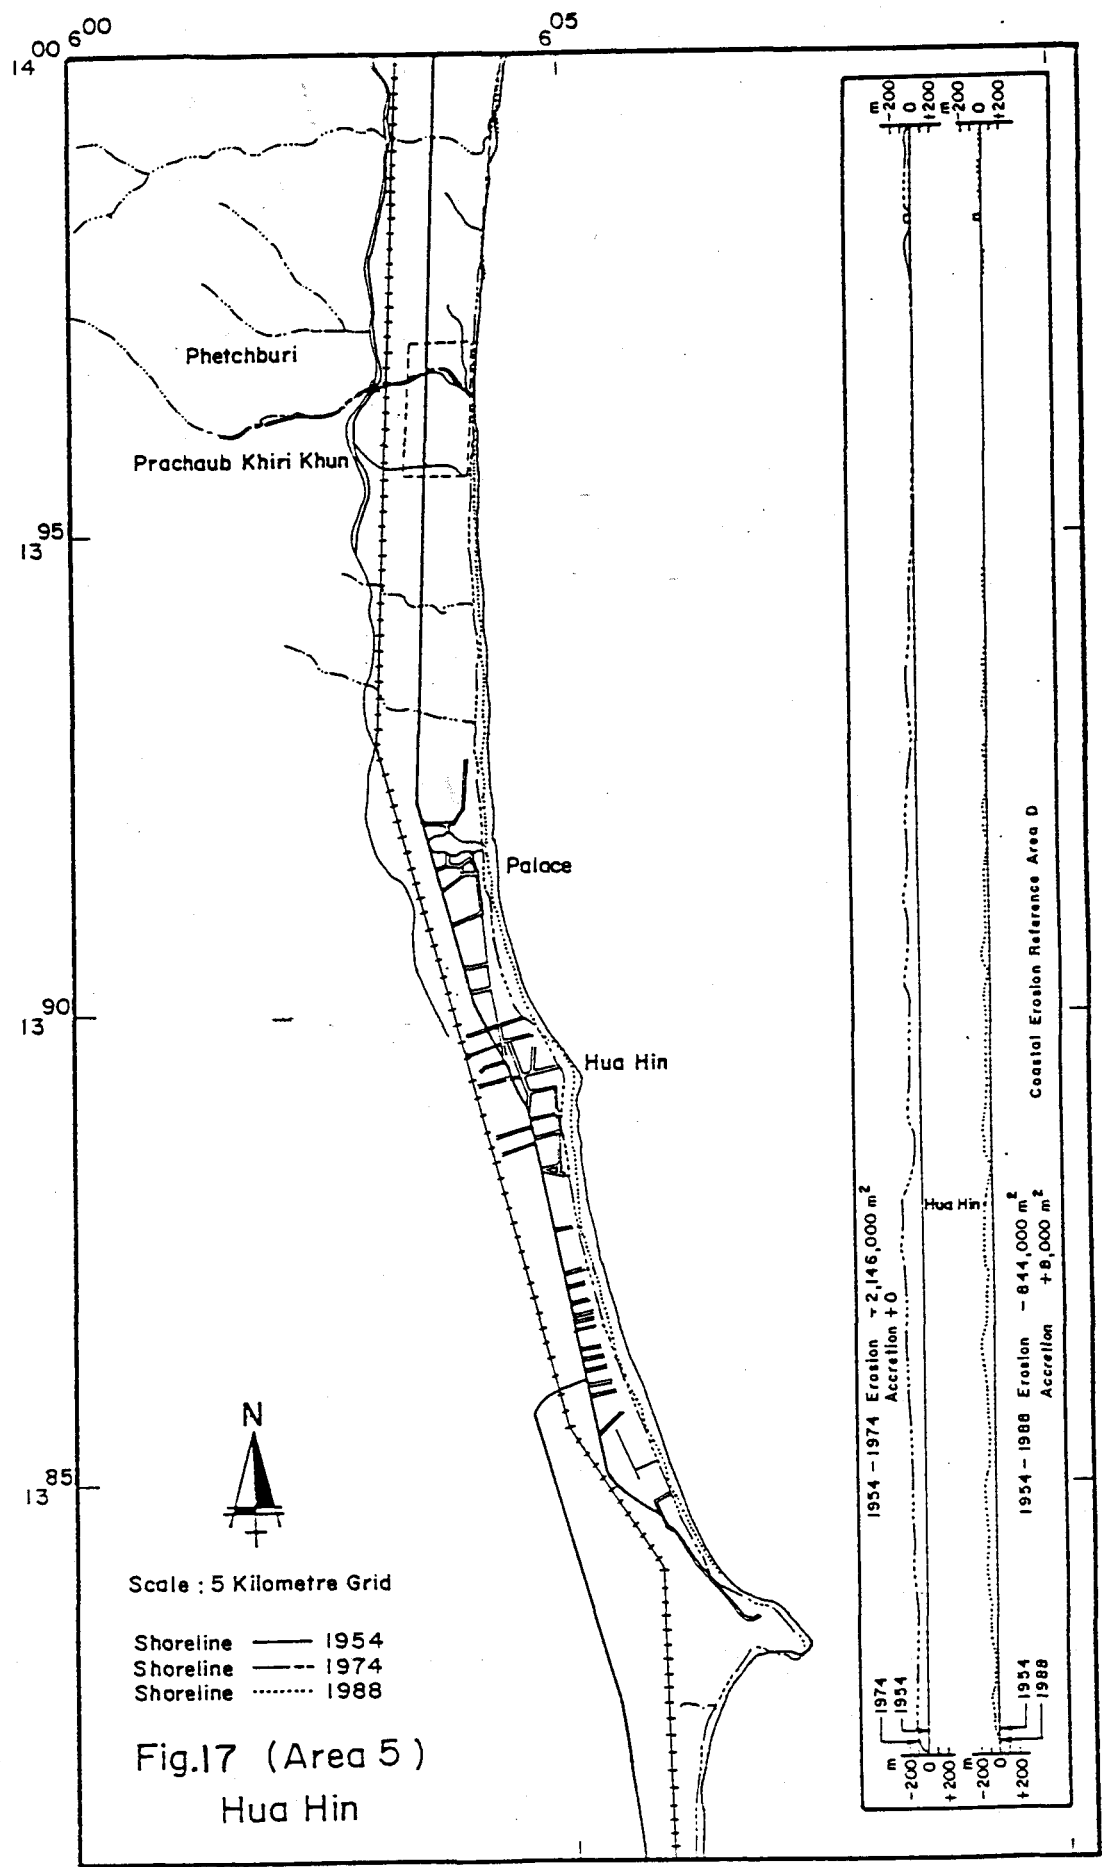 6 00
6 05
14 00
Phetchburi
Prachaub Khiri Khun
13 95
Palace
13 90
Hua Hin
13 85
N
Scale : 5 Kilometre Grid
Shoreline 1954
Shoreline 1974
Shoreline 1988
Fig.17 (Area 5)
Hua Hin
m
-200
0
+200
m
-200
0
+200
Coastal Erosion Reference Area D
Hua Hin
1954 - 1974 Erosion - 2,146,000 m²
Accretion +0
1954 - 1988 Erosion - 844,000 m²
Accretion +8,000 m²
1974
1954
1954
1988
m
-200
0
+200
m
-200
0
+200